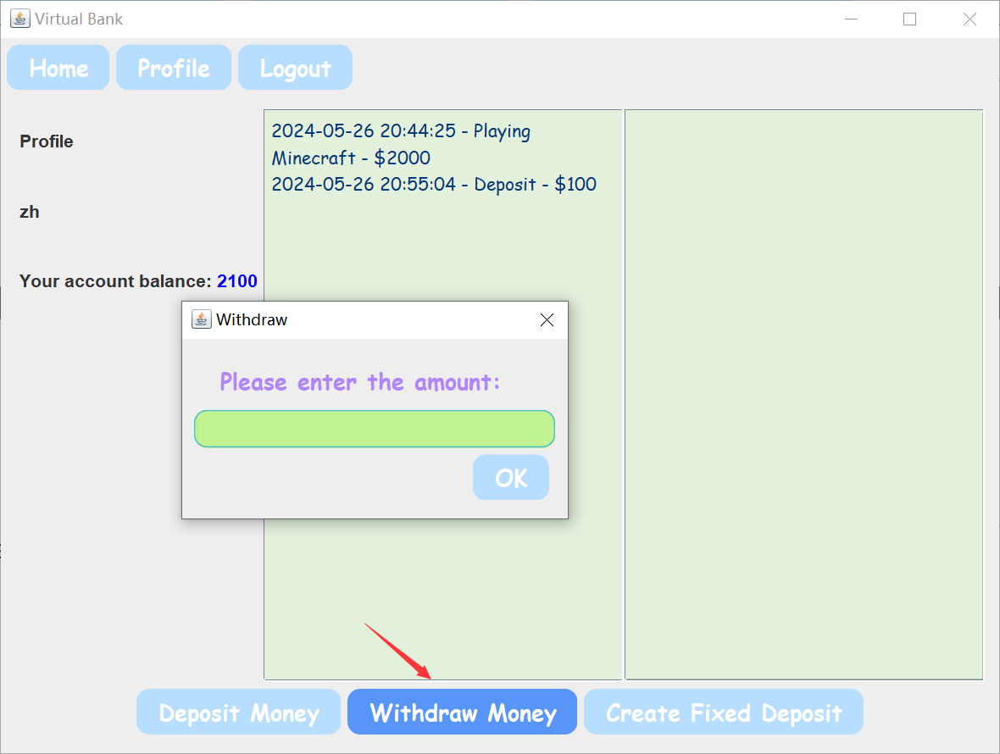 Virtual Bank
Home Profile Logout
Profile
zh
Your account balance: 2100
2024-05-26 20:44:25 - Playing
Minecraft - $2000
2024-05-26 20:55:04 - Deposit - $100
Withdraw
Please enter the amount:
OK
Deposit Money Withdraw Money Create Fixed Deposit